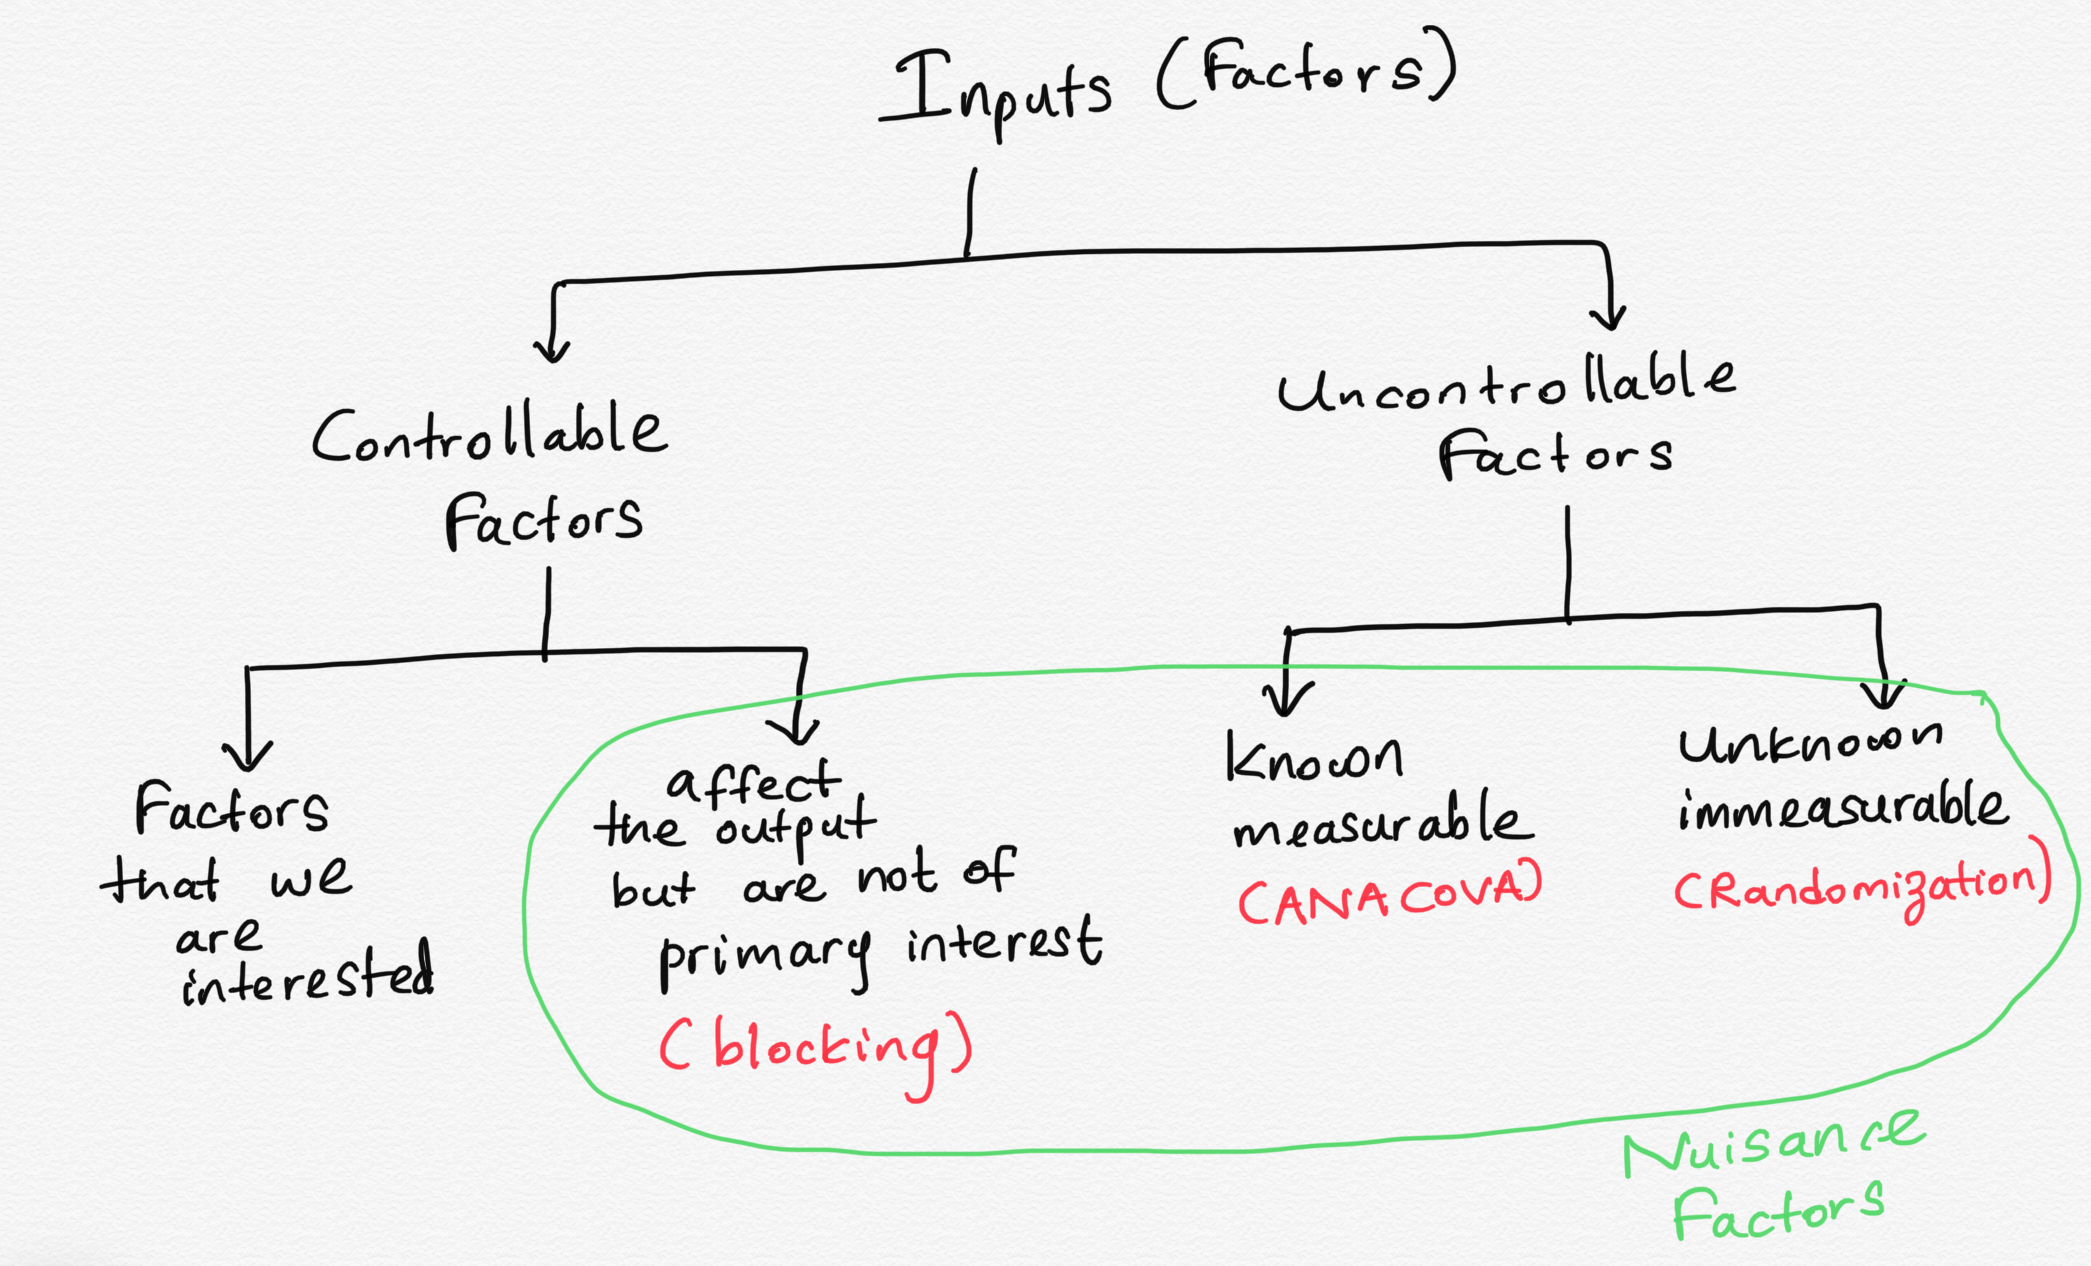 Inputs (Factors)
Controllable
Factors
Uncontrollable
Factors
Factors
that we
are
interested
affect
the output
but are not of
primary interest
(blocking)
Known
measurable
(ANACOVA)
Unknown
immeasurable
(Randomization)
Nuisance
Factors